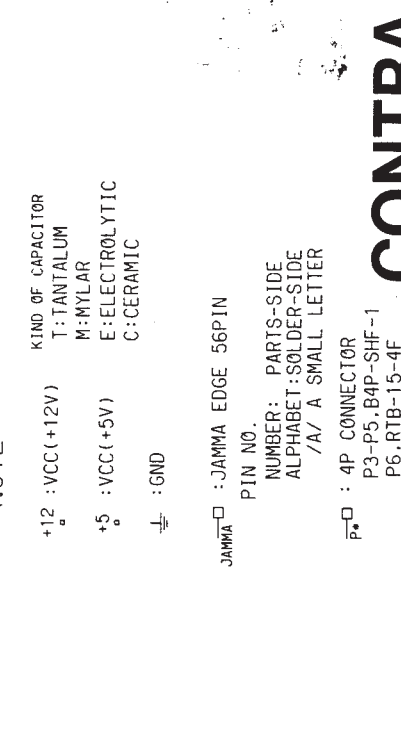 +12 :VCC(+12V)
+5 :VCC(+5V)
:GND
KIND OF CAPACITOR
T:TANTALUM
M:MYLAR
E:ELECTROLYTIC
C:CERAMIC
JAMMA :JAMMA EDGE 56PIN
PIN NO.
NUMBER: PARTS-SIDE
ALPHABET:SOLDER-SIDE
/A/ A SMALL LETTER
P* : 4P CONNECTOR
P3-P5.B4P-SHF-1
P6.RTB-15-4F
CONTRA